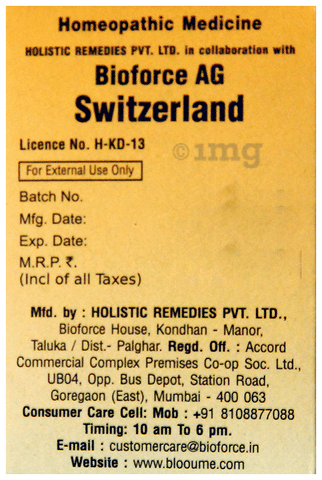 Homeopathic Medicine
HOLISTIC REMEDIES PVT. LTD. in collaboration with
Bioforce AG
Switzerland
Licence No. H-KD-13
©1mg
For External Use Only
Batch No.
Mfg. Date:
Exp. Date:
M.R.P. ₹.
(Incl of all Taxes)
Mfd. by : HOLISTIC REMEDIES PVT. LTD.,
Bioforce House, Kondhan - Manor,
Taluka / Dist.- Palghar. Regd. Off. : Accord
Commercial Complex Premises Co-op Soc. Ltd.,
UB04, Opp. Bus Depot, Station Road,
Goregaon (East), Mumbai - 400 063
Consumer Care Cell: Mob : +91 8108877088
Timing: 10 am To 6 pm.
E-mail : customercare@bioforce.in
Website : www.blooume.com